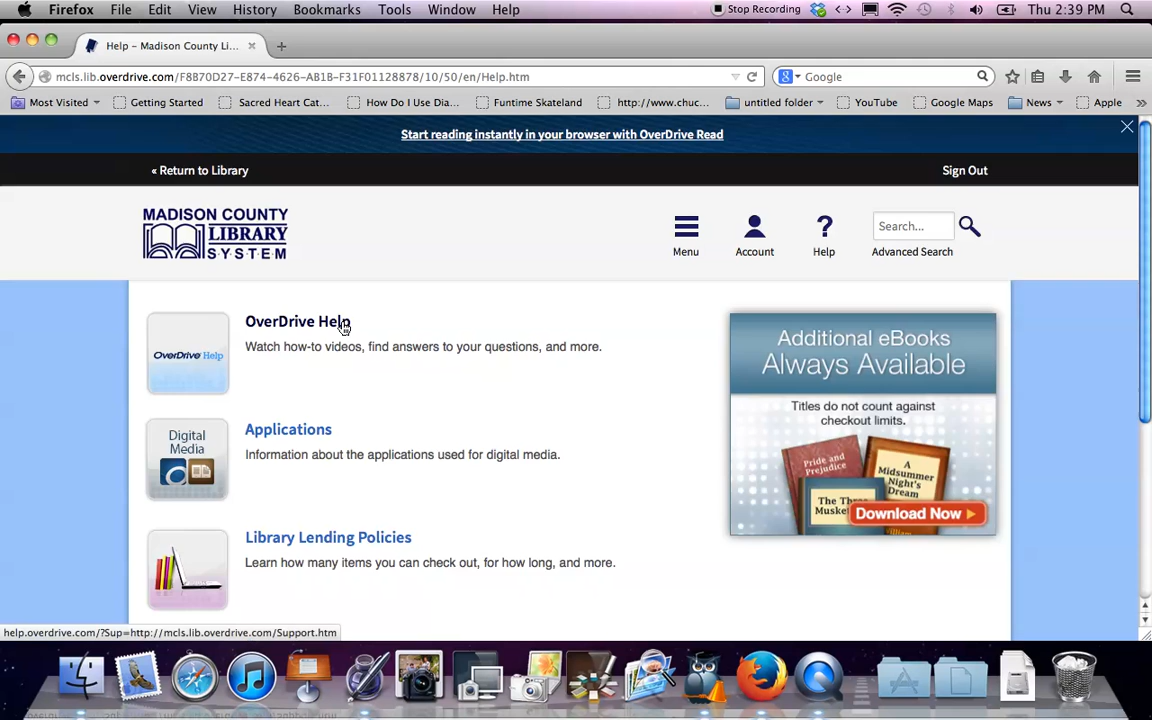 Firefox File Edit View History Bookmarks Tools Window Help Stop Recording Thu 2:39 PM
Help – Madison County Li...
mcls.lib.overdrive.com/F8B70D27-E874-4626-AB1B-F31F01128878/10/50/en/Help.htm Google
Most Visited Getting Started Sacred Heart Cat... How Do I Use Dia... Funtime Skateland http://www.chuc... untitled folder YouTube Google Maps News Apple »
Start reading instantly in your browser with OverDrive Read
« Return to Library Sign Out
MADISON COUNTY
LIBRARY
SYSTEM
Menu Account Help Search... Advanced Search
OverDrive Help
OverDrive Help
Watch how-to videos, find answers to your questions, and more.
Digital
Media
Applications
Information about the applications used for digital media.
Library Lending Policies
Learn how many items you can check out, for how long, and more.
Additional eBooks
Always Available
Titles do not count against
checkout limits.
Pride and
Prejudice
A
Midsummer
Night's
Dream
The Three
Muske
Download Now
help.overdrive.com/?Sup=http://mcls.lib.overdrive.com/Support.htm